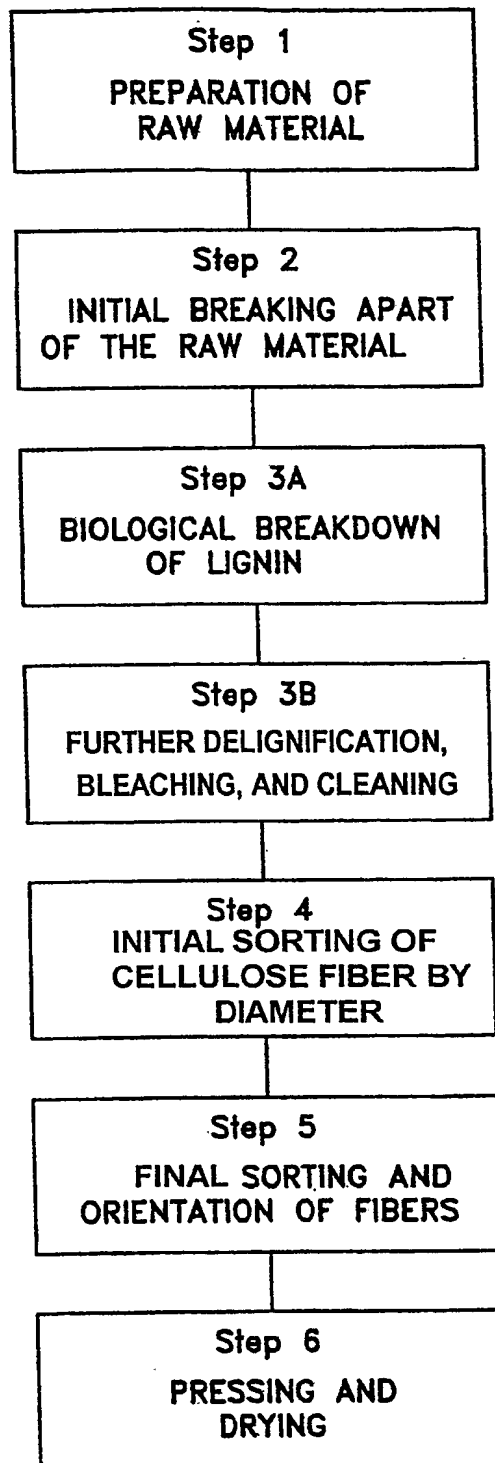 Step 1
PREPARATION OF
RAW MATERIAL
Step 2
INITIAL BREAKING APART
OF THE RAW MATERIAL
Step 3A
BIOLOGICAL BREAKDOWN
OF LIGNIN
Step 3B
FURTHER DELIGNIFICATION,
BLEACHING, AND CLEANING
Step 4
INITIAL SORTING OF
CELLULOSE FIBER BY
DIAMETER
Step 5
FINAL SORTING AND
ORIENTATION OF FIBERS
Step 6
PRESSING AND
DRYING